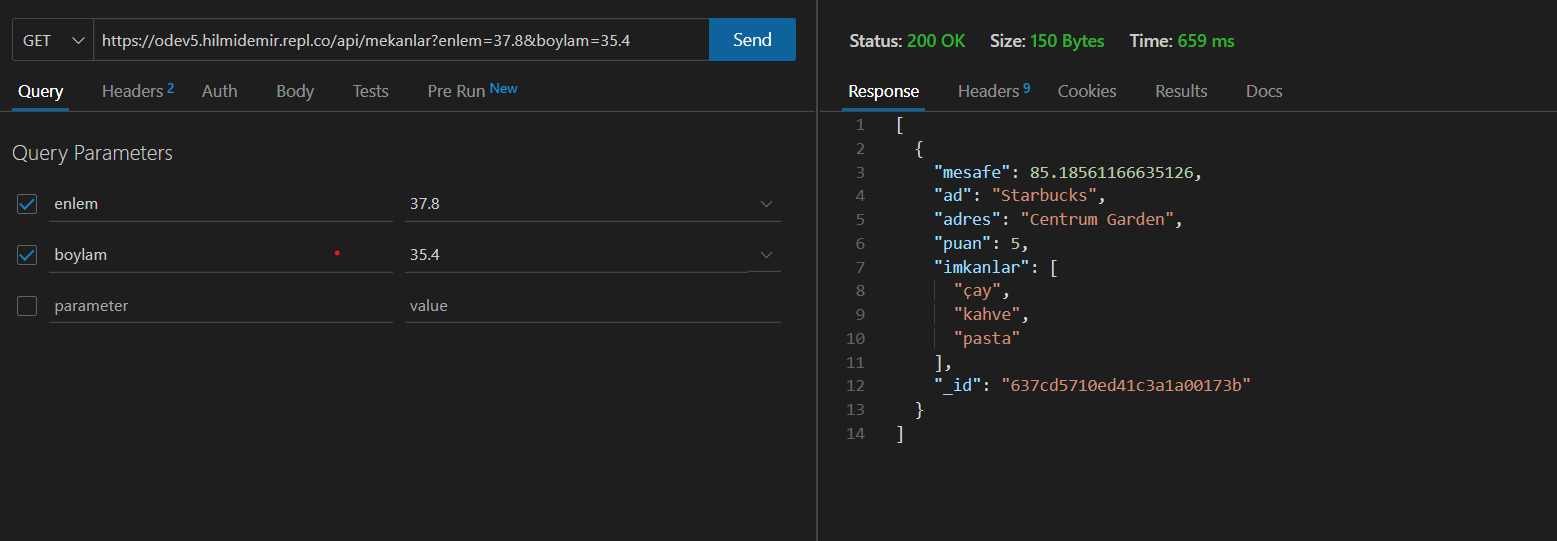 GET https://odev5.hilmidemir.repl.co/api/mekanlar?enlem=37.8&boylam=35.4 Send
Query Headers 2 Auth Body Tests Pre Run New
Query Parameters
enlem 37.8
boylam 35.4
parameter value
Status: 200 OK Size: 150 Bytes Time: 659 ms
Response Headers 9 Cookies Results Docs
1 [
2 {
3 "mesafe": 85.18561166635126,
4 "ad": "Starbucks",
5 "adres": "Centrum Garden",
6 "puan": 5,
7 "imkanlar": [
8 "çay",
9 "kahve",
10 "pasta"
11 ],
12 "_id": "637cd5710ed41c3a1a00173b"
13 }
14 ]